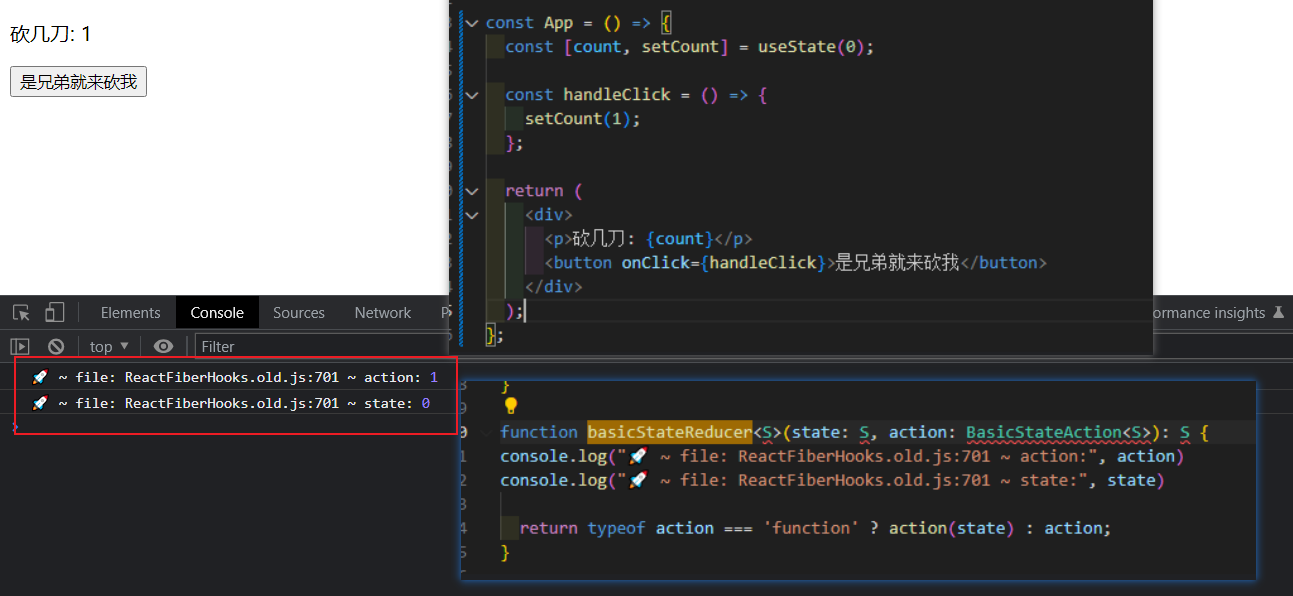 砍几刀: 1
是兄弟就来砍我
const App = () => {
const [count, setCount] = useState(0);
const handleClick = () => {
setCount(1);
};
return (
<div>
<p>砍几刀: {count}</p>
<button onClick={handleClick}>是兄弟就来砍我</button>
</div>
);
};
Elements Console Sources Network
ormance insights
top ▼ Filter
🚀 ~ file: ReactFiberHooks.old.js:701 ~ action: 1
🚀 ~ file: ReactFiberHooks.old.js:701 ~ state: 0
}
function basicStateReducer<S>(state: S, action: BasicStateAction<S>): S {
console.log("🚀 ~ file: ReactFiberHooks.old.js:701 ~ action:", action)
console.log("🚀 ~ file: ReactFiberHooks.old.js:701 ~ state:", state)
return typeof action === 'function' ? action(state) : action;
}